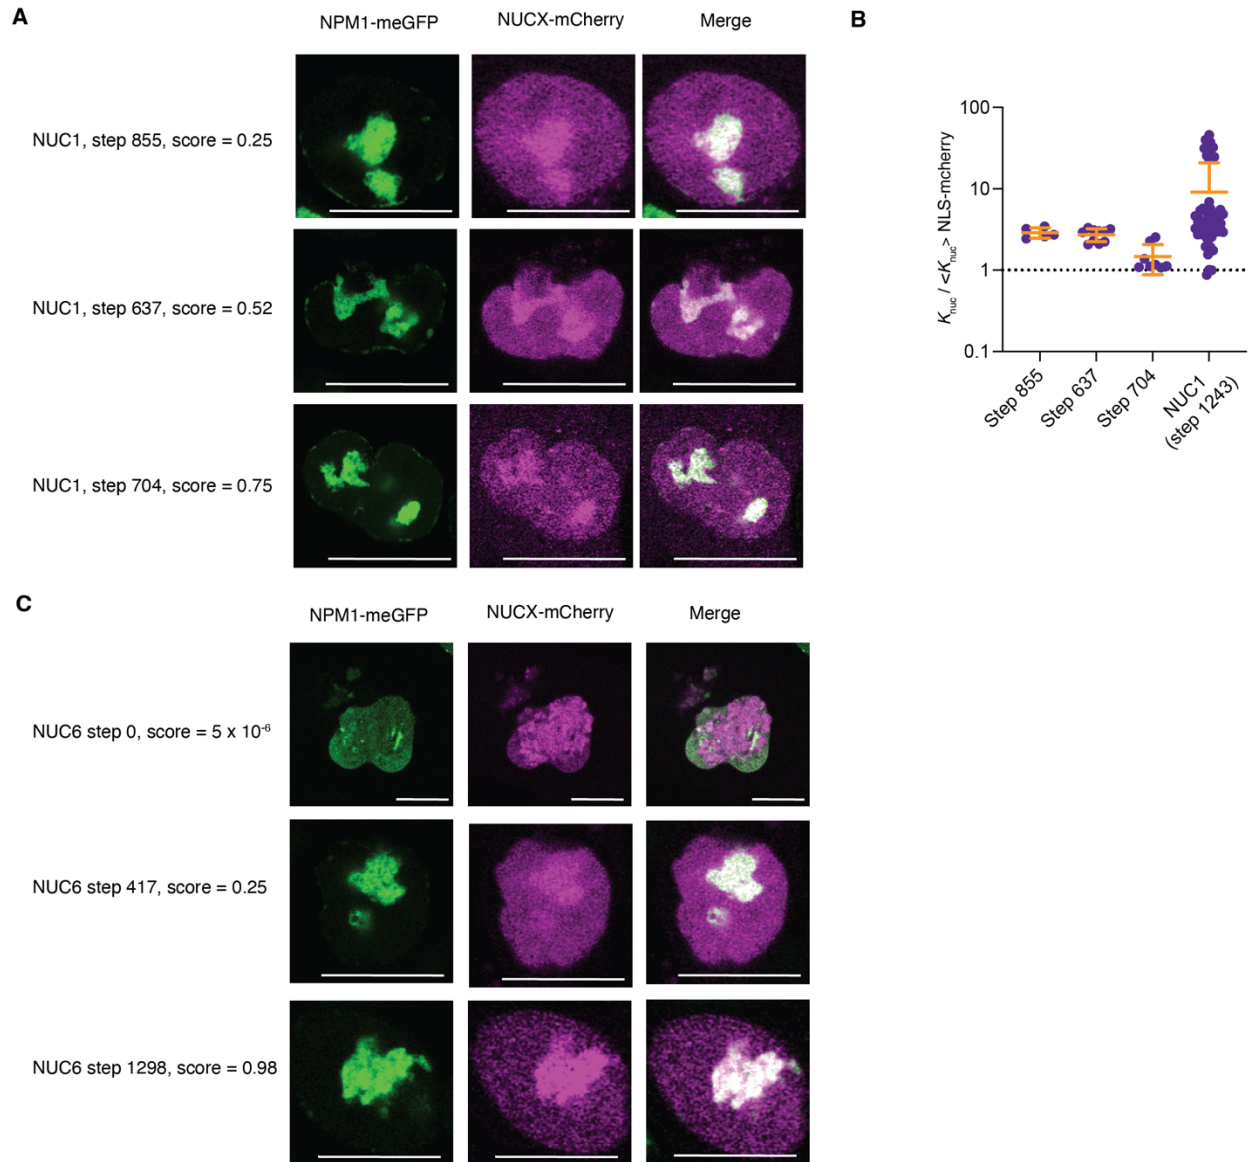 A
NPM1-meGFP
NUCX-mCherry
Merge
NUC1, step 855, score = 0.25
NUC1, step 637, score = 0.52
NUC1, step 704, score = 0.75
B
K_nuc / <K_nuc> NLS-mcherry
100
10
1
0.1
Step 855
Step 637
Step 704
NUC1
(step 1243)
C
NPM1-meGFP
NUCX-mCherry
Merge
NUC6 step 0, score = 5 x 10⁻⁶
NUC6 step 417, score = 0.25
NUC6 step 1298, score = 0.98